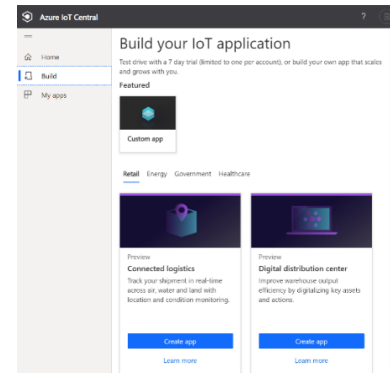 Azure IoT Central
?
Home
Build
My apps
Build your IoT application
Test drive with a 7 day trial (limited to one per account), or build your own app that scales
and grows with you.
Featured
Custom app
Retail Energy Government Healthcare
Preview
Connected logistics
Track your shipment in real-time
across air, water and land with
location and condition monitoring.
Create app
Learn more
Preview
Digital distribution center
Improve warehouse output
efficiency by digitalizing key assets
and actions.
Create app
Learn more